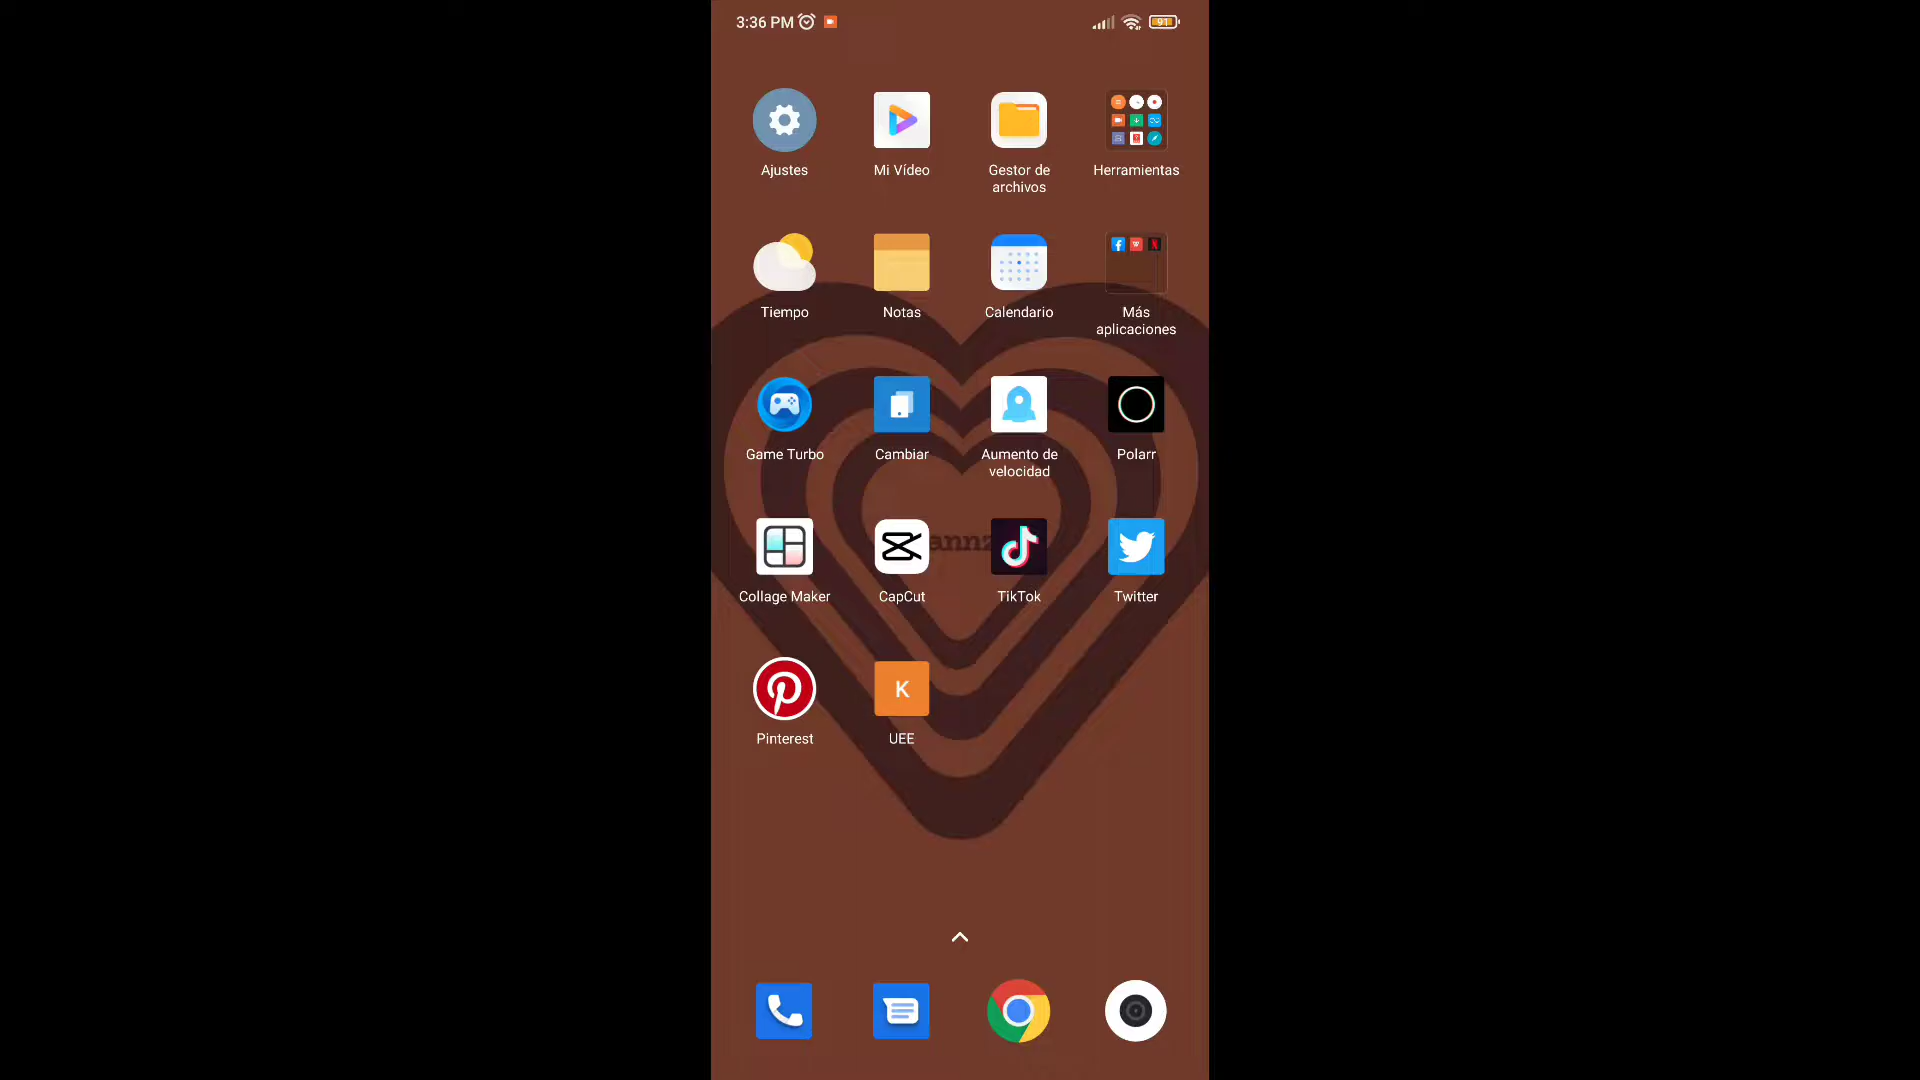 3:36 PM
91
Ajustes
Mi Vídeo
Gestor de
archivos
Herramientas
Tiempo
Notas
Calendario
Más
aplicaciones
Game Turbo
Cambiar
Aumento de
velocidad
Polarr
Collage Maker
CapCut
TikTok
Twitter
K
Pinterest
UEE